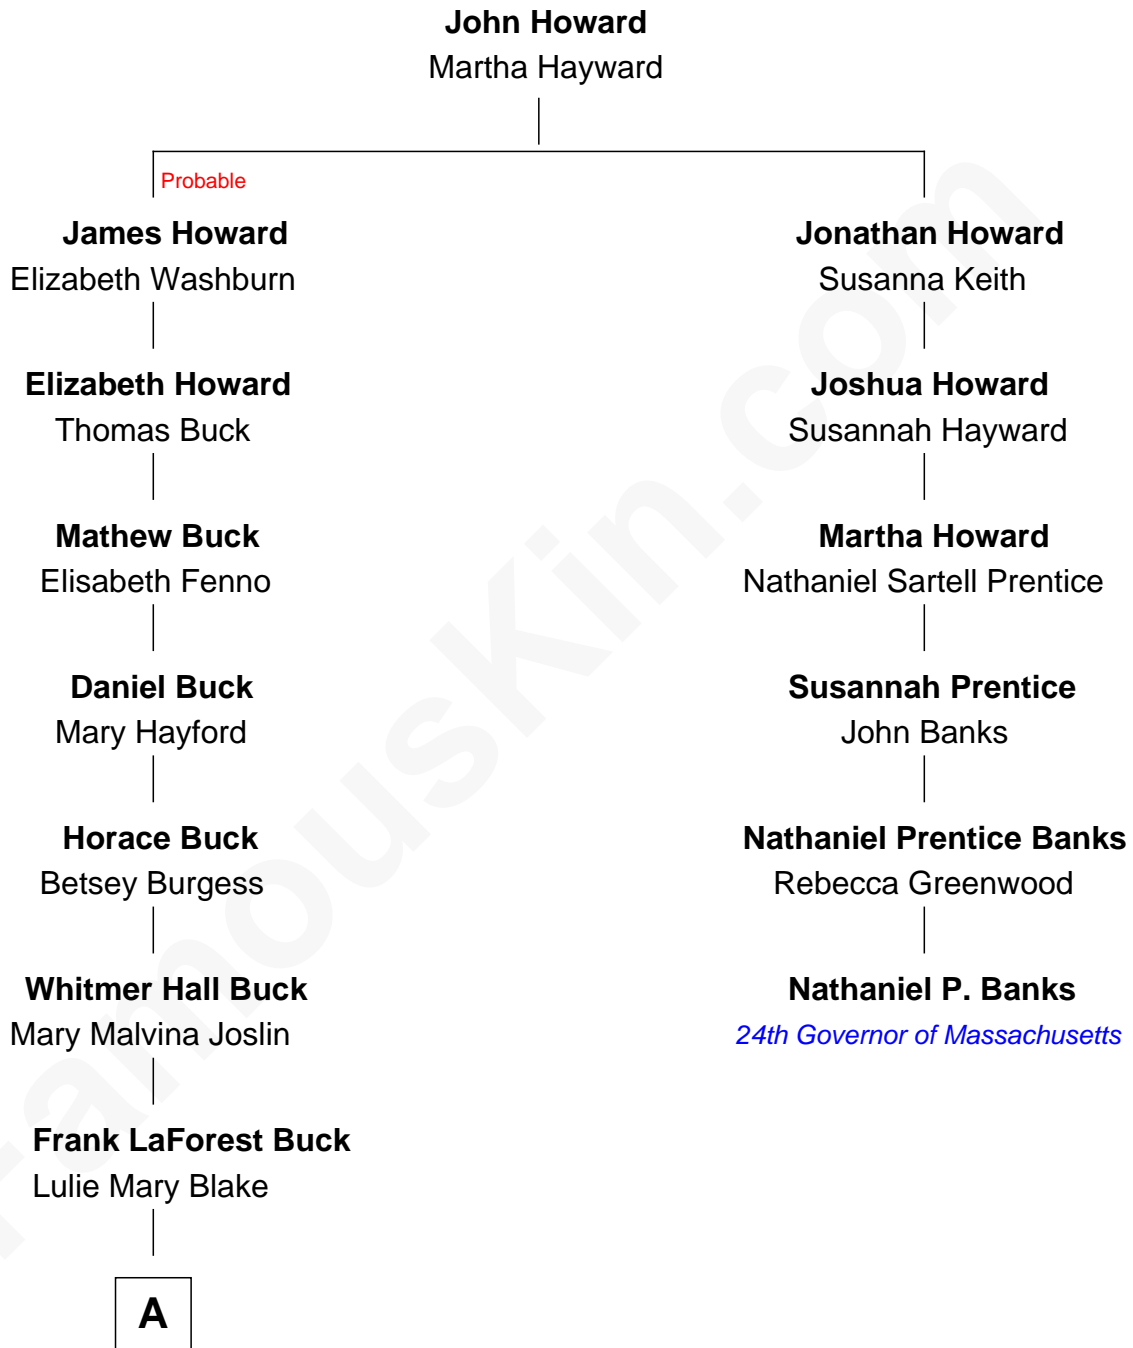 John Howard
Martha Hayward
Probable
James Howard
Elizabeth Washburn
Jonathan Howard
Susanna Keith
Elizabeth Howard
Thomas Buck
Joshua Howard
Susannah Hayward
Mathew Buck
Elisabeth Fenno
Martha Howard
Nathaniel Sartell Prentice
Daniel Buck
Mary Hayford
Susannah Prentice
John Banks
Horace Buck
Betsey Burgess
Nathaniel Prentice Banks
Rebecca Greenwood
Whitmer Hall Buck
Mary Malvina Joslin
Nathaniel P. Banks
24th Governor of Massachusetts
Frank LaForest Buck
Lulie Mary Blake
A
FamousKin.com